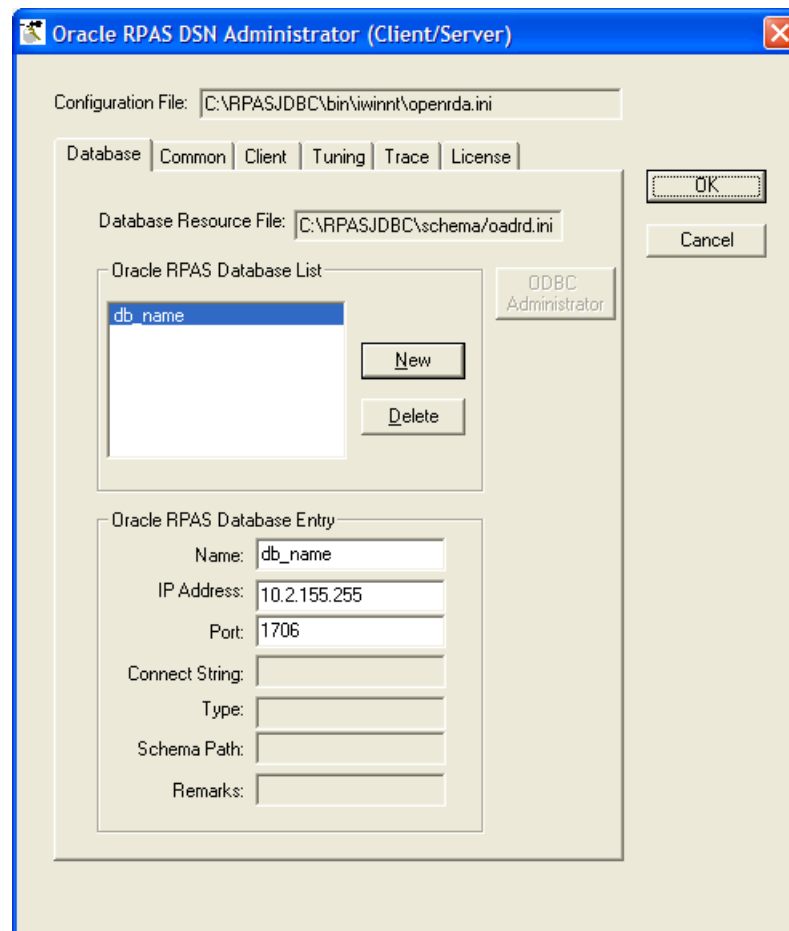 Oracle RPAS DSN Administrator (Client/Server)
Configuration File: C:\RPASJDBC\bin\iwinnt\openrda.ini
Database Common Client Tuning Trace License
OK
Database Resource File: C:\RPASJDBC\schema/oadrd.ini
Cancel
Oracle RPAS Database List
ODBC
Administrator
db_name
New
Delete
Oracle RPAS Database Entry
Name: db_name
IP Address: 10.2.155.255
Port: 1706
Connect String:
Type:
Schema Path:
Remarks: